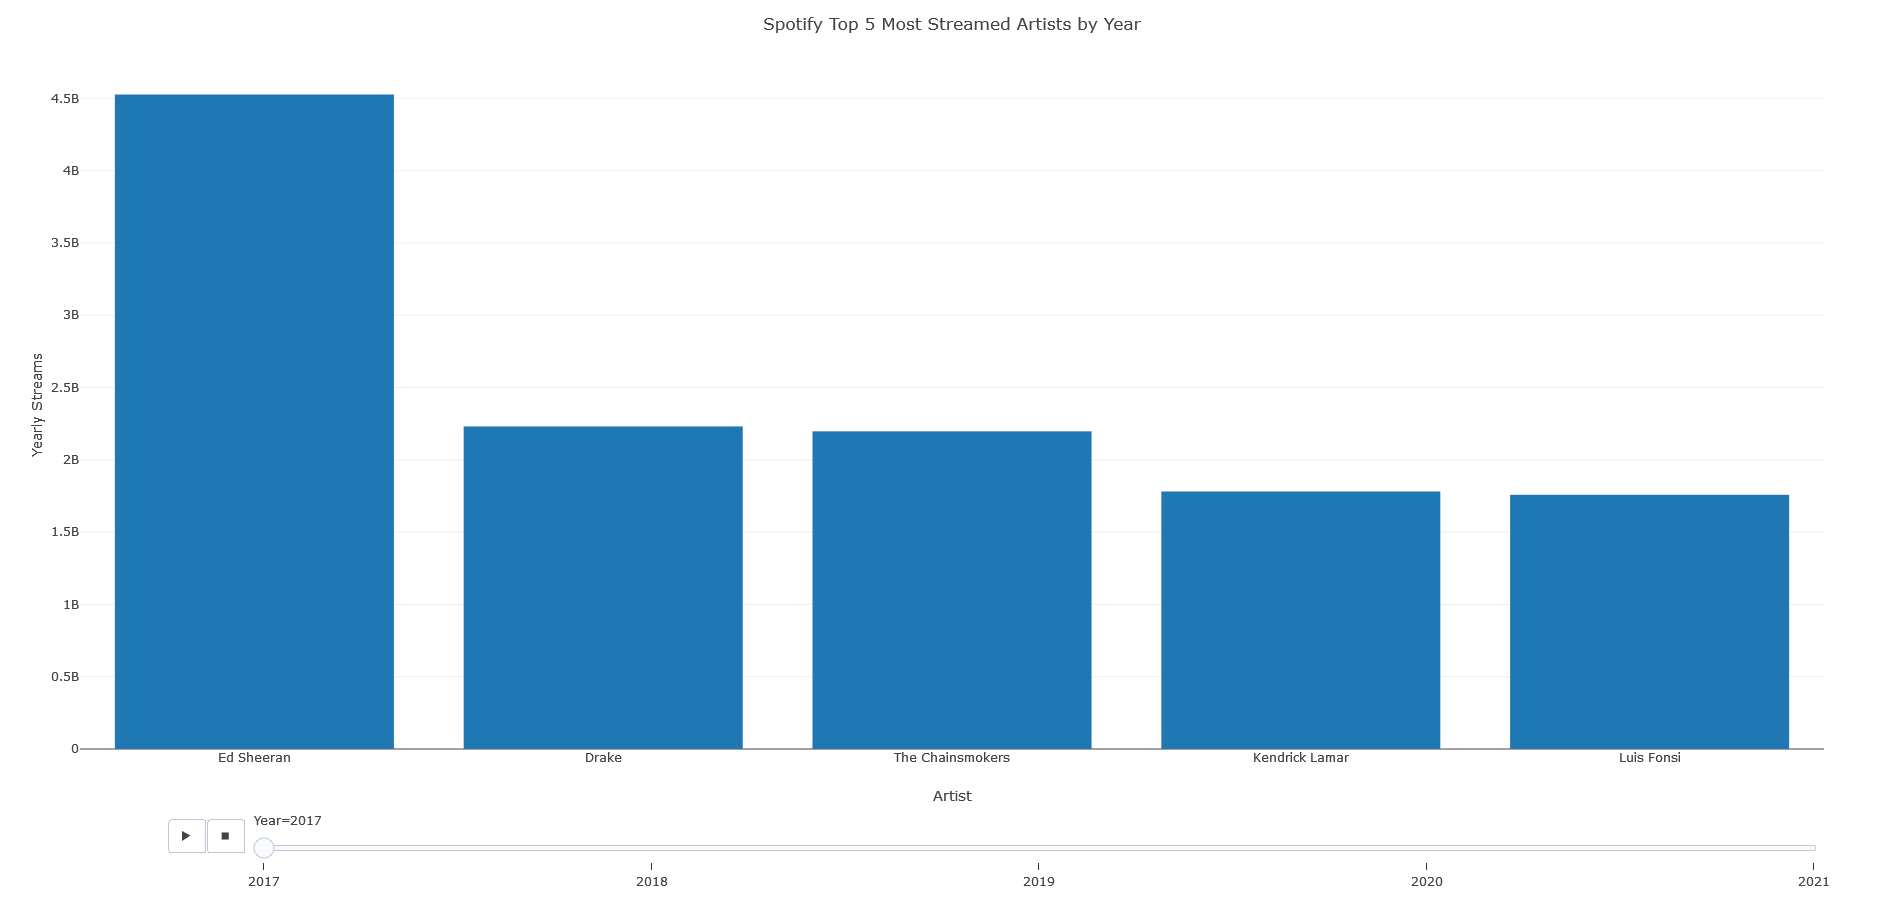 Spotify Top 5 Most Streamed Artists by Year
Yearly Streams
4.5B
4B
3.5B
3B
2.5B
2B
1.5B
1B
0.5B
0
Ed Sheeran Drake The Chainsmokers Kendrick Lamar Luis Fonsi
Artist
Year=2017
2017 2018 2019 2020 2021